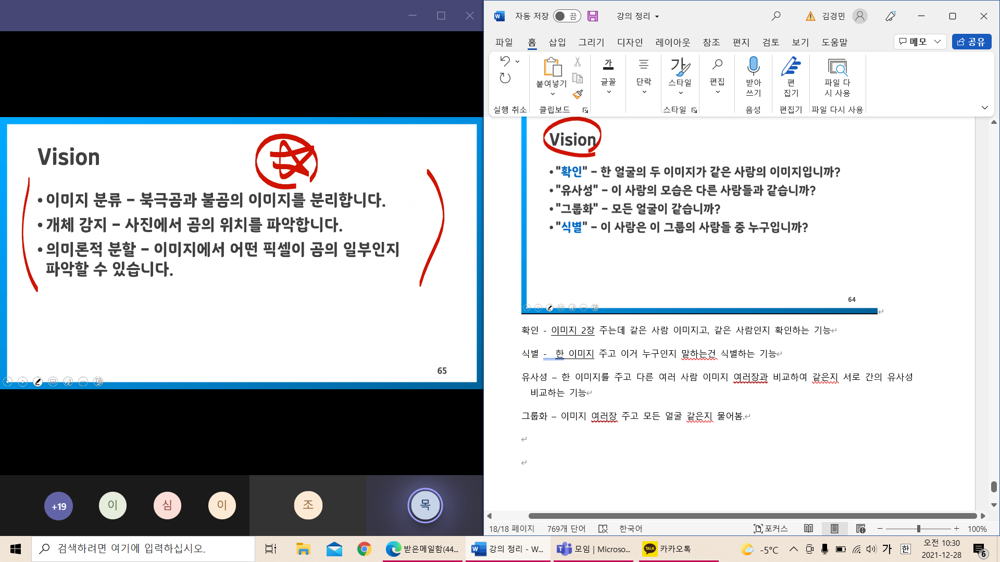 Vision
• 이미지 분류 – 북극곰과 불곰의 이미지를 분리합니다.
• 개체 감지 – 사진에서 곰의 위치를 파악합니다.
• 의미론적 분할 – 이미지에서 어떤 픽셀이 곰의 일부인지
파악할 수 있습니다.
65
+19
이
심
이
조
목
자동 저장
끔
강의 정리
김경민
파일 홈 삽입 그리기 디자인 레이아웃 참조 편지 검토 보기 도움말
메모
공유
붙여넣기
가
글꼴
단락
가
스타일
편집
받아
쓰기
편
집기
파일 다
시 사용
실행 취소 클립보드 스타일 음성 편집기 파일 다시 사용
Vision
• "확인" – 한 얼굴의 두 이미지가 같은 사람의 이미지입니까?
• "유사성" – 이 사람의 모습은 다른 사람들과 같습니까?
• "그룹화" – 모든 얼굴이 같습니까?
• "식별" – 이 사람은 이 그룹의 사람들 중 누구입니까?
64
확인 - 이미지 2장 주는데 같은 사람 이미지고, 같은 사람인지 확인하는 기능
식별 - 한 이미지 주고 이거 누구인지 말하는건 식별하는 기능
유사성 – 한 이미지를 주고 다른 여러 사람 이미지 여러장과 비교하여 같은지 서로 간의 유사성
비교하는 기능
그룹화 – 이미지 여러장 주고 모든 얼굴 같은지 물어봄.
18/18 페이지 769개 단어 한국어 포커스 100%
검색하려면 여기에 입력하십시오.
받은메일함(44...
강의 정리 - W...
모임 | Microso...
TALK
카카오톡
-5°C
가
한
오전 10:30
2021-12-28
6